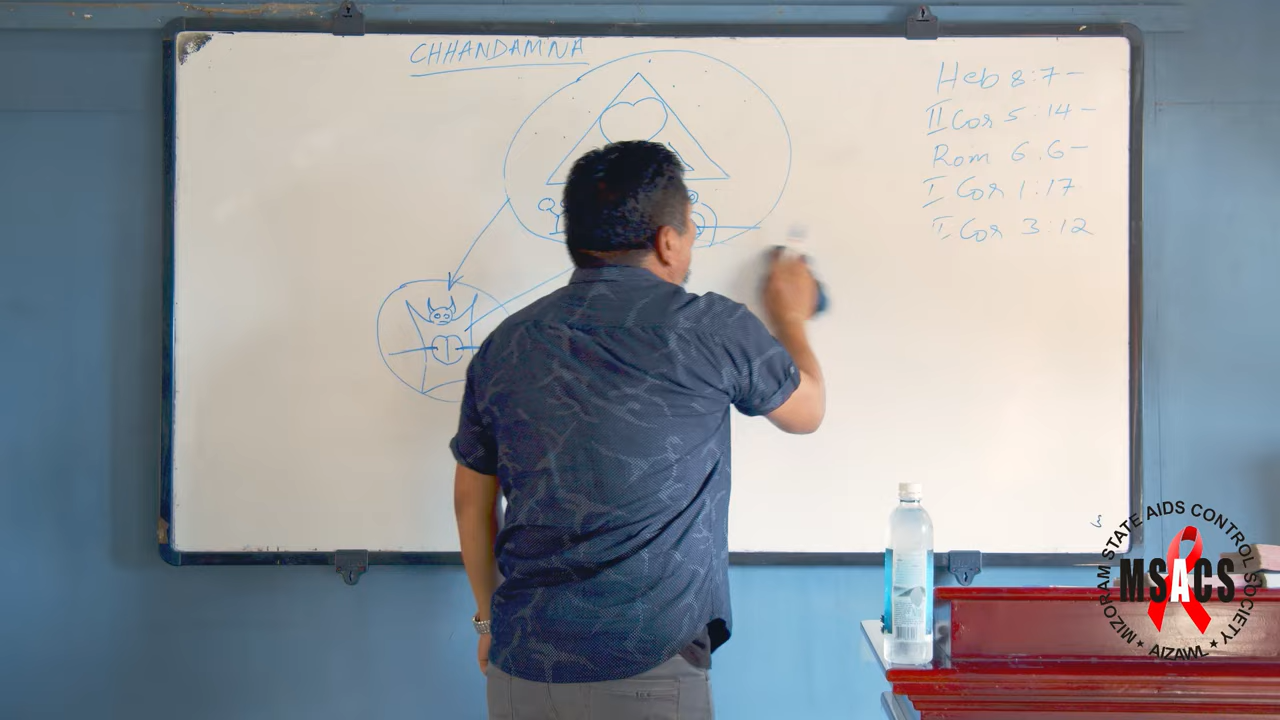 CHHANDAMNA
Heb 8:7-
II Cor 5:14-
Rom 6.6-
I Cor 1:17
II Cor 3:12
MIZORAM STATE AIDS CONTROL SOCIETY
MSACS
★ AIZAWL ★